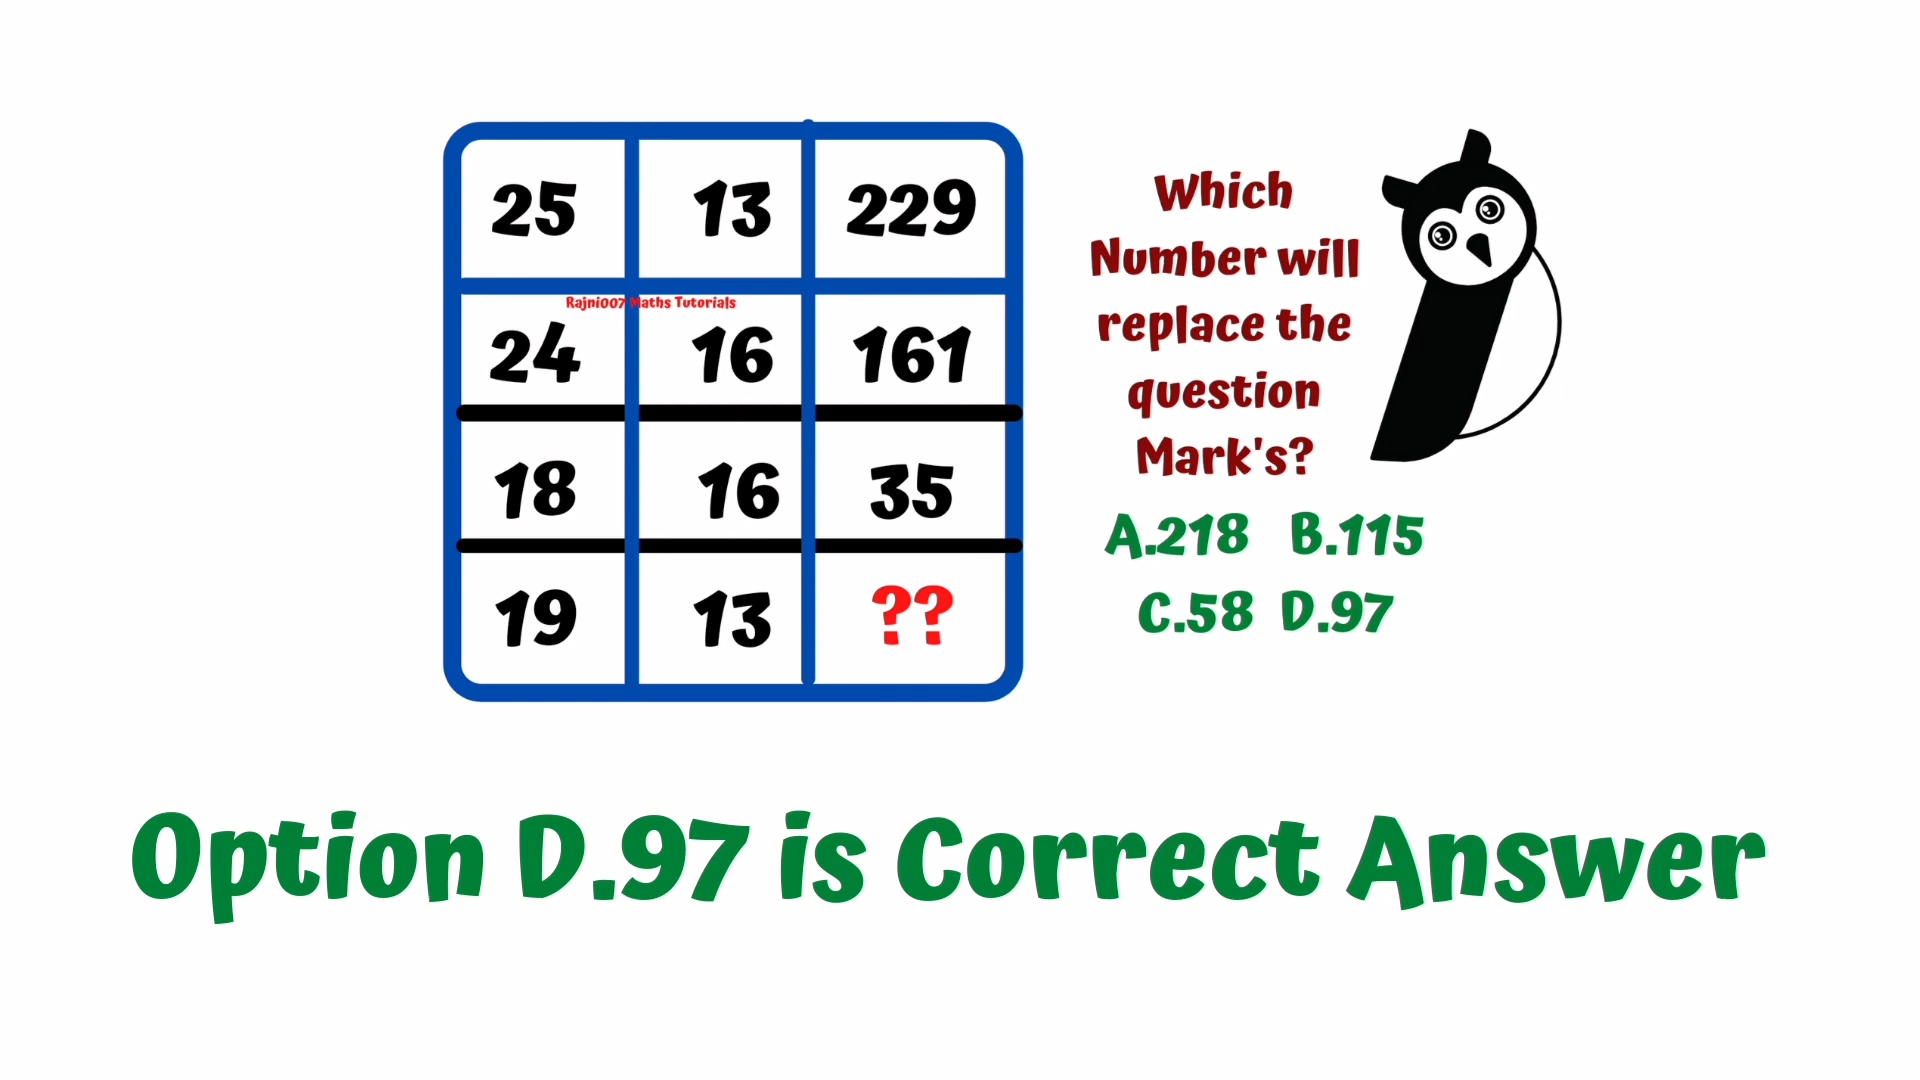 25 13 229
Rajni007 Maths Tutorials
24 16 161
18 16 35
19 13 ??
Which
Number will
replace the
question
Mark's?
A.218 B.115
C.58 D.97
Option D.97 is Correct Answer